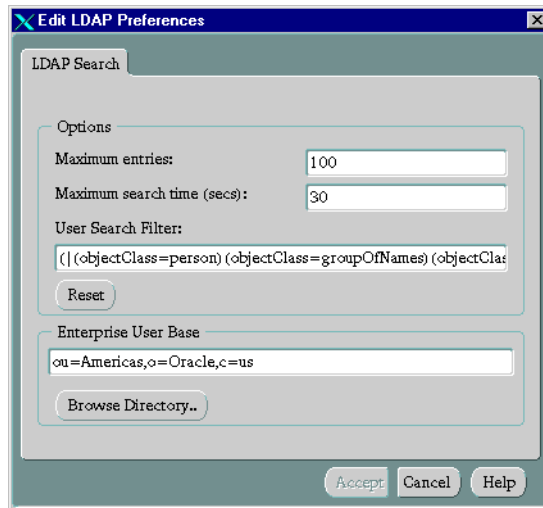 Edit LDAP Preferences
LDAP Search
Options
Maximum entries:
100
Maximum search time (secs):
30
User Search Filter:
(|(objectClass=person)(objectClass=groupOfNames)(objectClas
Reset
Enterprise User Base
ou=Americas,o=Oracle,c=us
Browse Directory..
Accept Cancel Help